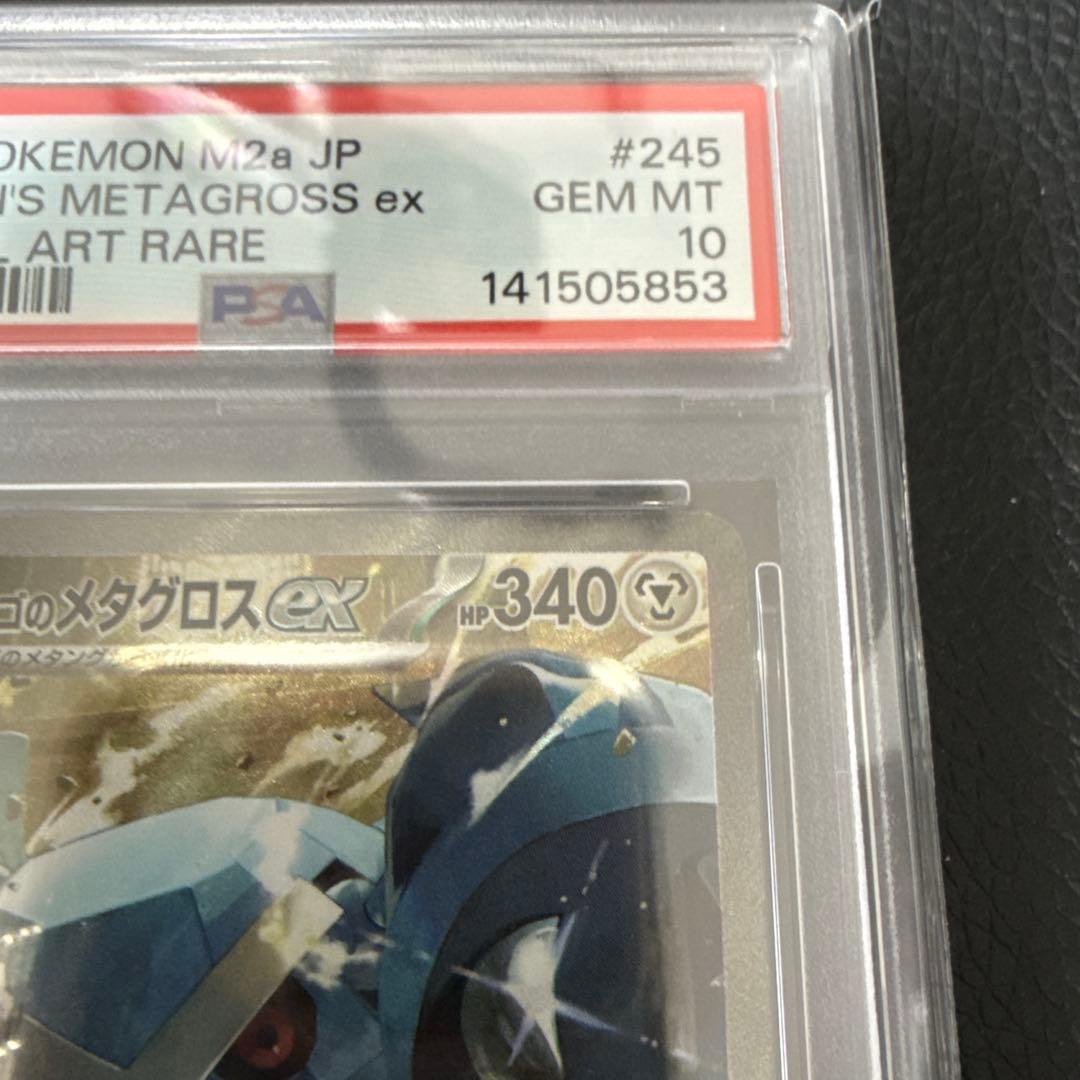 OKEMON M2a JP #245
N'S METAGROSS ex GEM MT
L ART RARE 10
PSA 141505853
ゴのメタグロスex HP340
のメタング